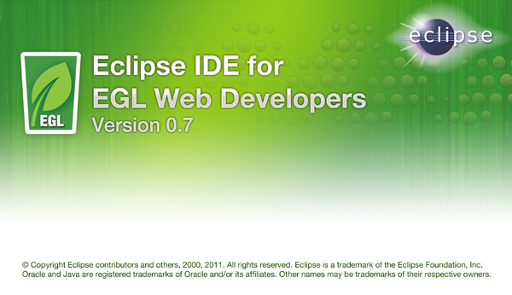 eclipse
Eclipse IDE for
EGL Web Developers
EGL
Version 0.7
© Copyright Eclipse contributors and others, 2000, 2011. All rights reserved. Eclipse is a trademark of the Eclipse Foundation, Inc.
Oracle and Java are registered trademarks of Oracle and/or its affiliates. Other names may be trademarks of their respective owners.